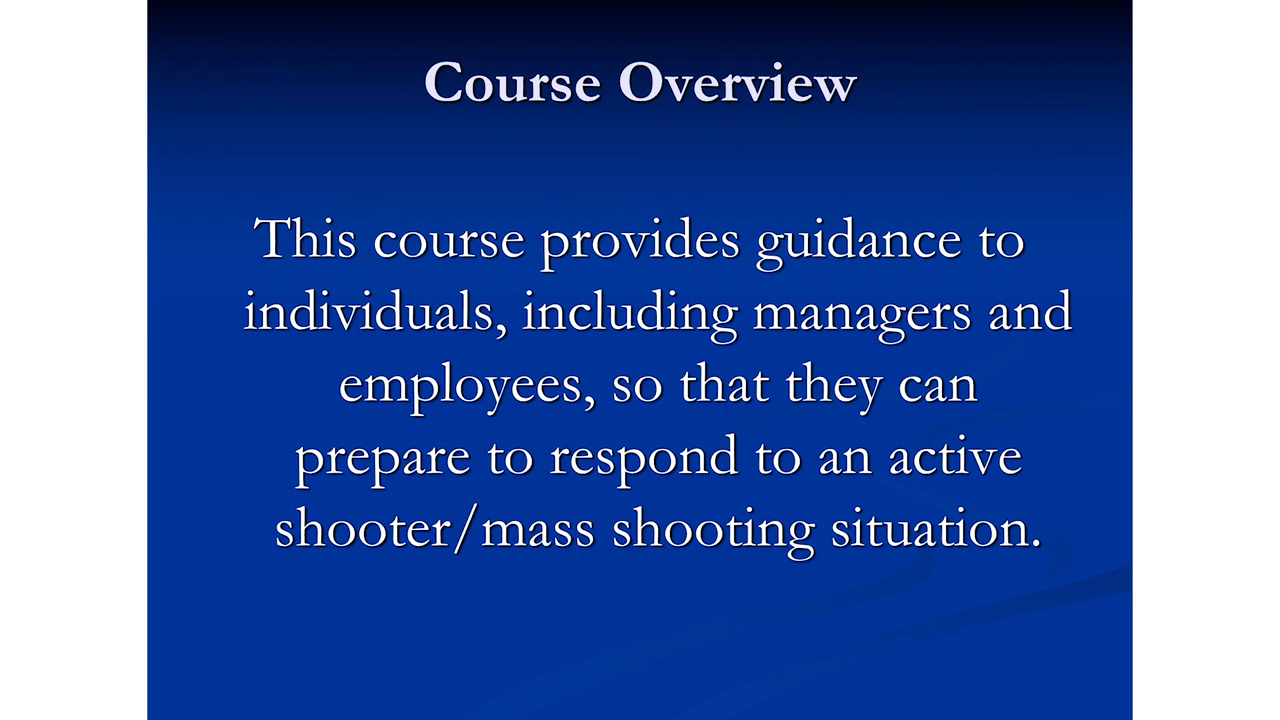 Course Overview
This course provides guidance to
individuals, including managers and
employees, so that they can
prepare to respond to an active
shooter/mass shooting situation.